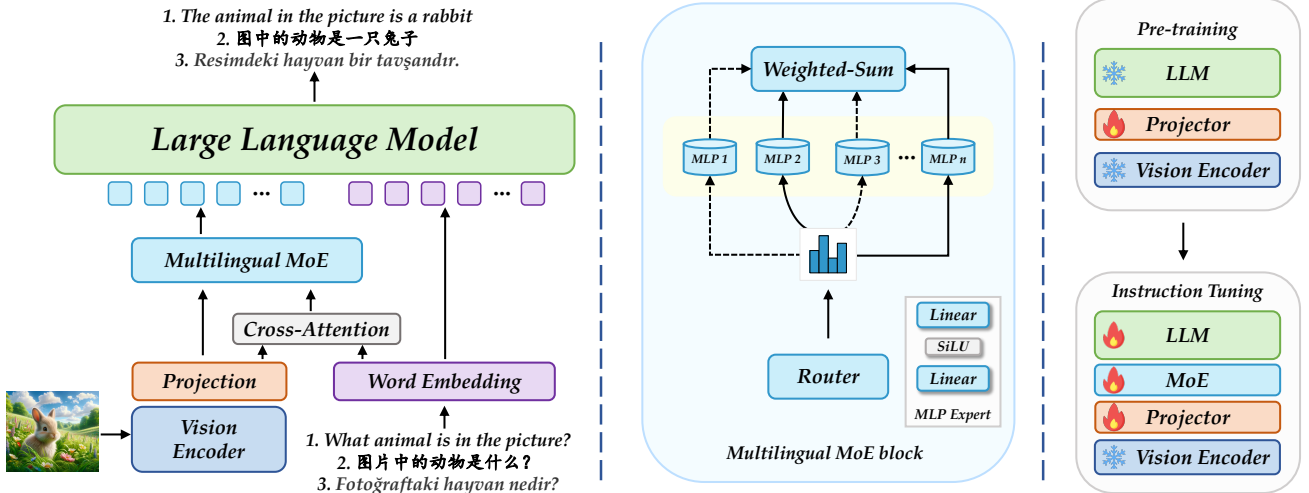 1. The animal in the picture is a rabbit
2. 图中的动物是一只兔子
3. Resimdeki hayvan bir tavşandır.
Large Language Model
...
...
Multilingual MoE
Cross-Attention
Projection
Word Embedding
Vision
Encoder
1. What animal is in the picture?
2. 图片中的动物是什么？
3. Fotoğraftaki hayvan nedir?
Weighted-Sum
MLP 1
MLP 2
MLP 3
...
MLP n
Router
Linear
SiLU
Linear
MLP Expert
Multilingual MoE block
Pre-training
LLM
Projector
Vision Encoder
Instruction Tuning
LLM
MoE
Projector
Vision Encoder